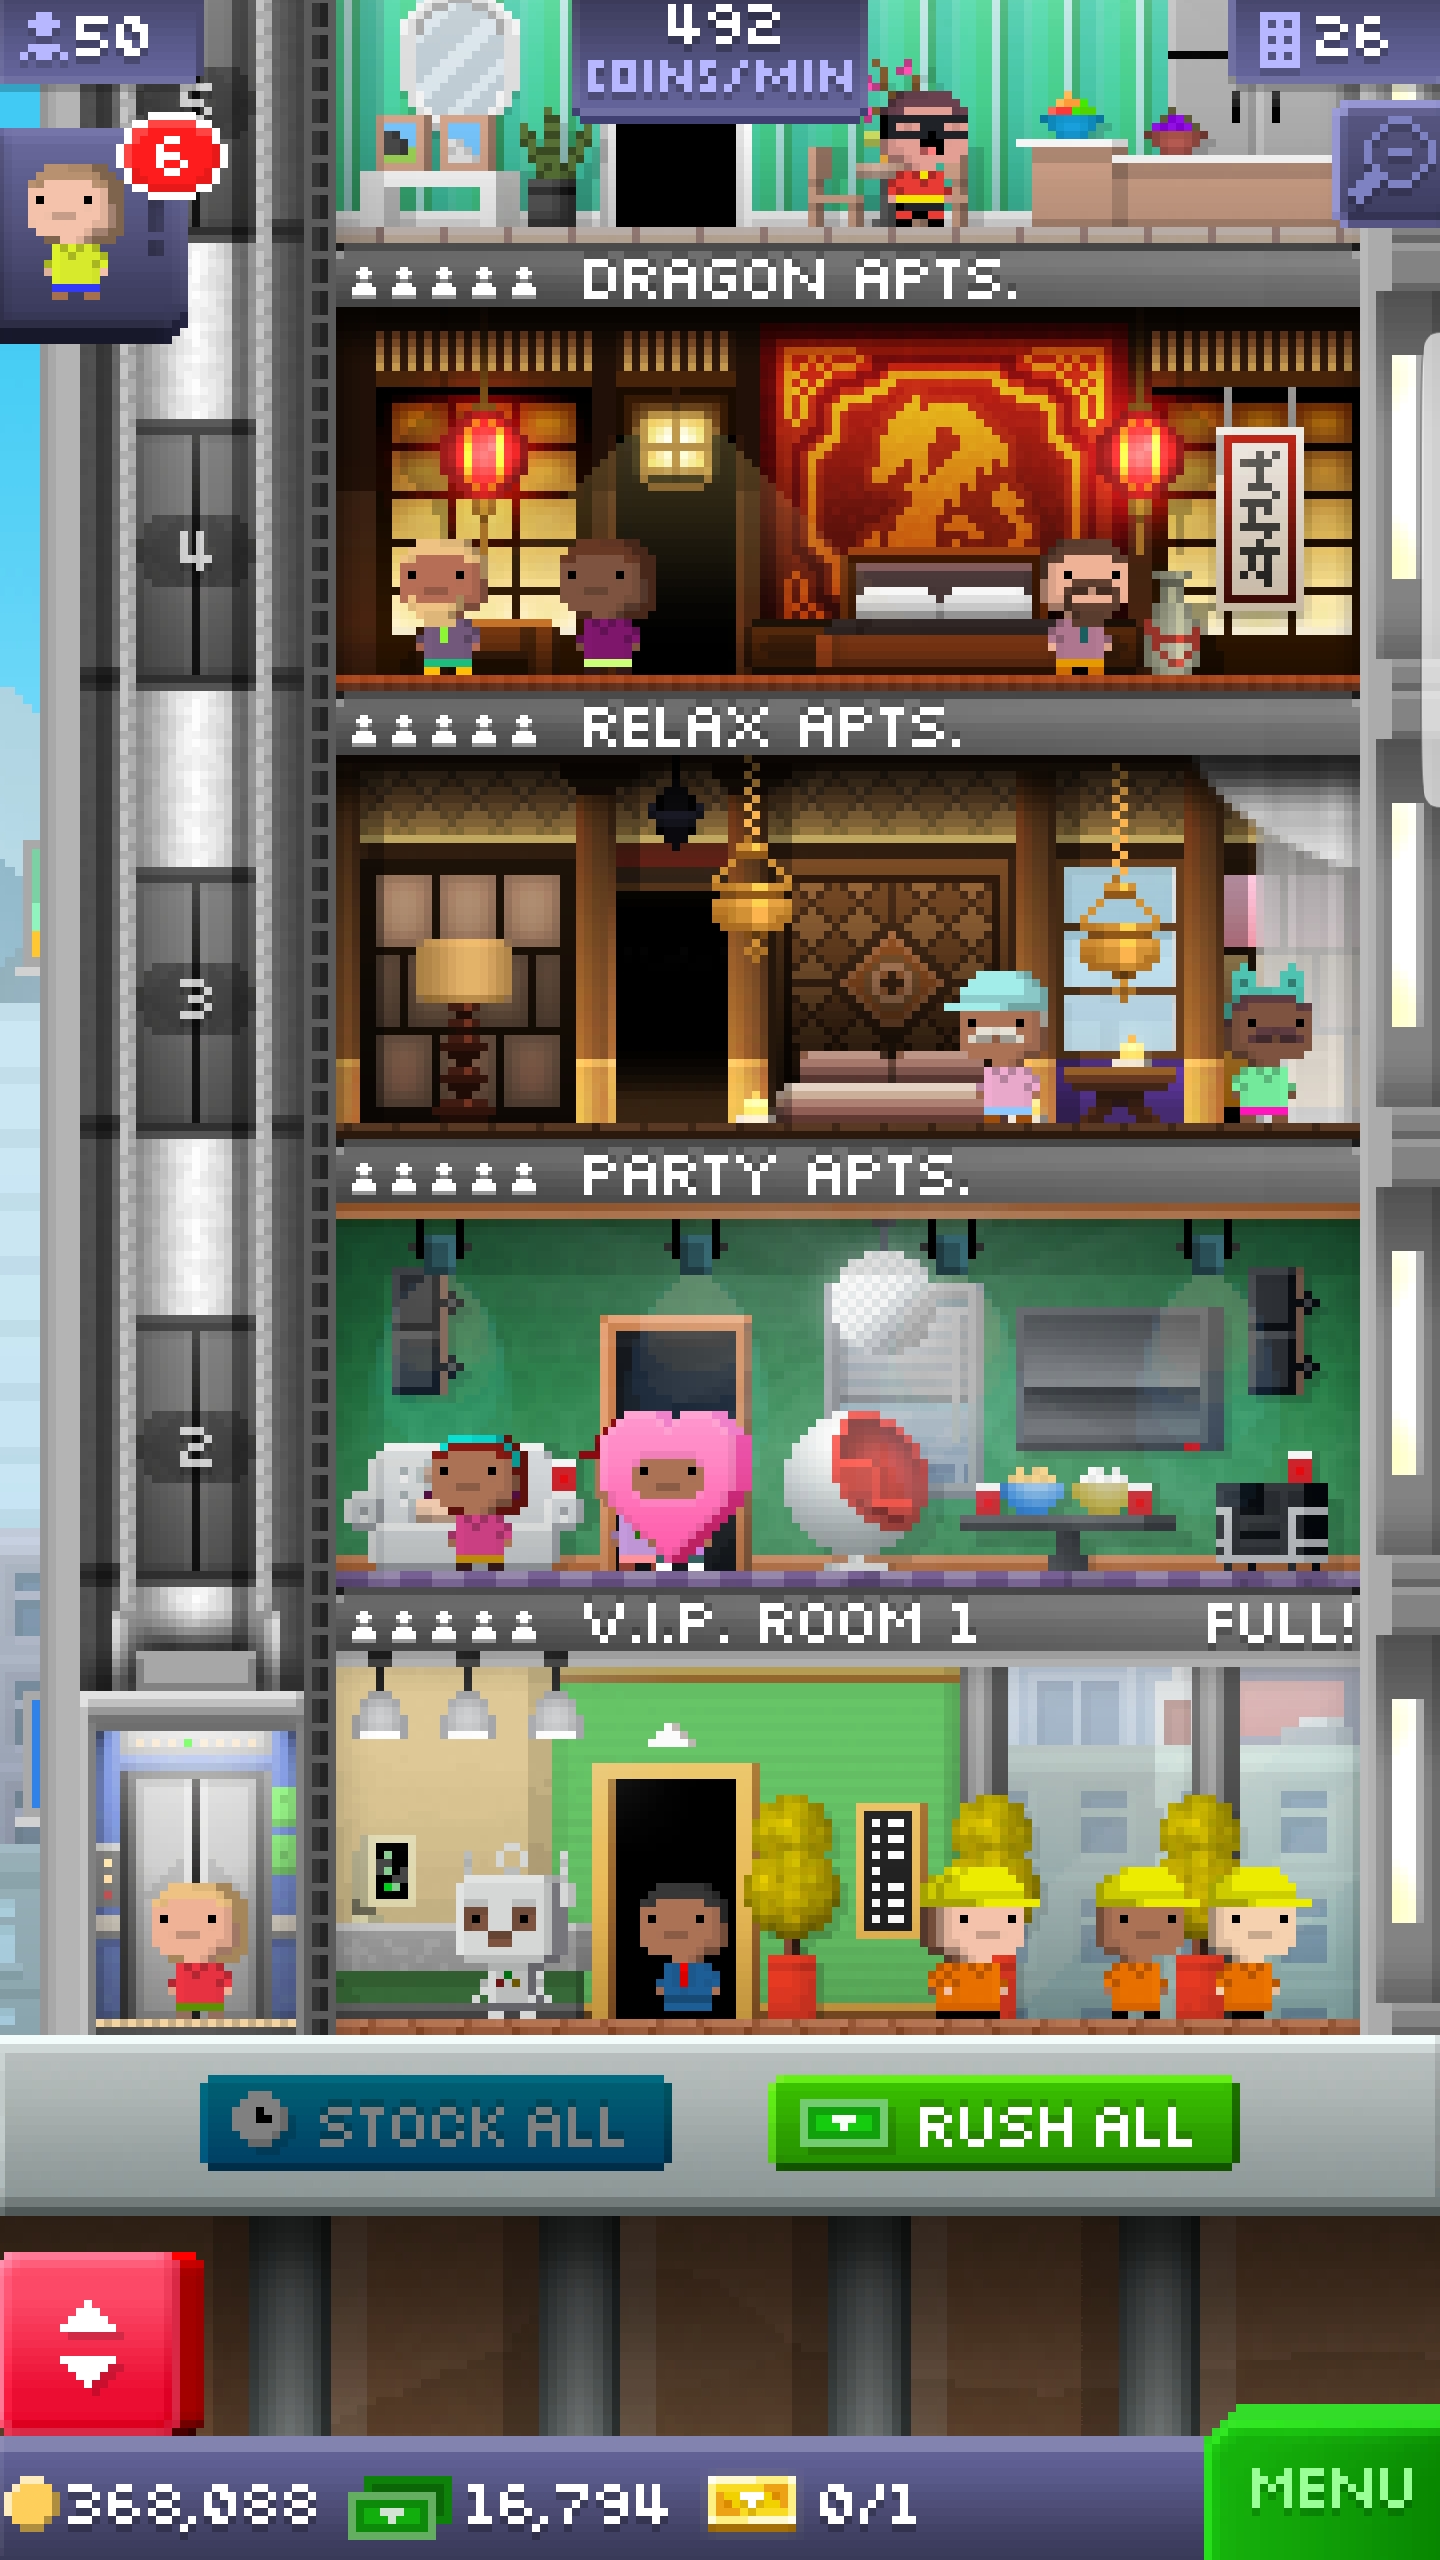 50
492
COINS/MIN
26
6
5
DRAGON APTS.
4
RELAX APTS.
3
PARTY APTS.
2
V.I.P. ROOM 1 FULL!
STOCK ALL
RUSH ALL
368,088
16,794
0/1
MENU